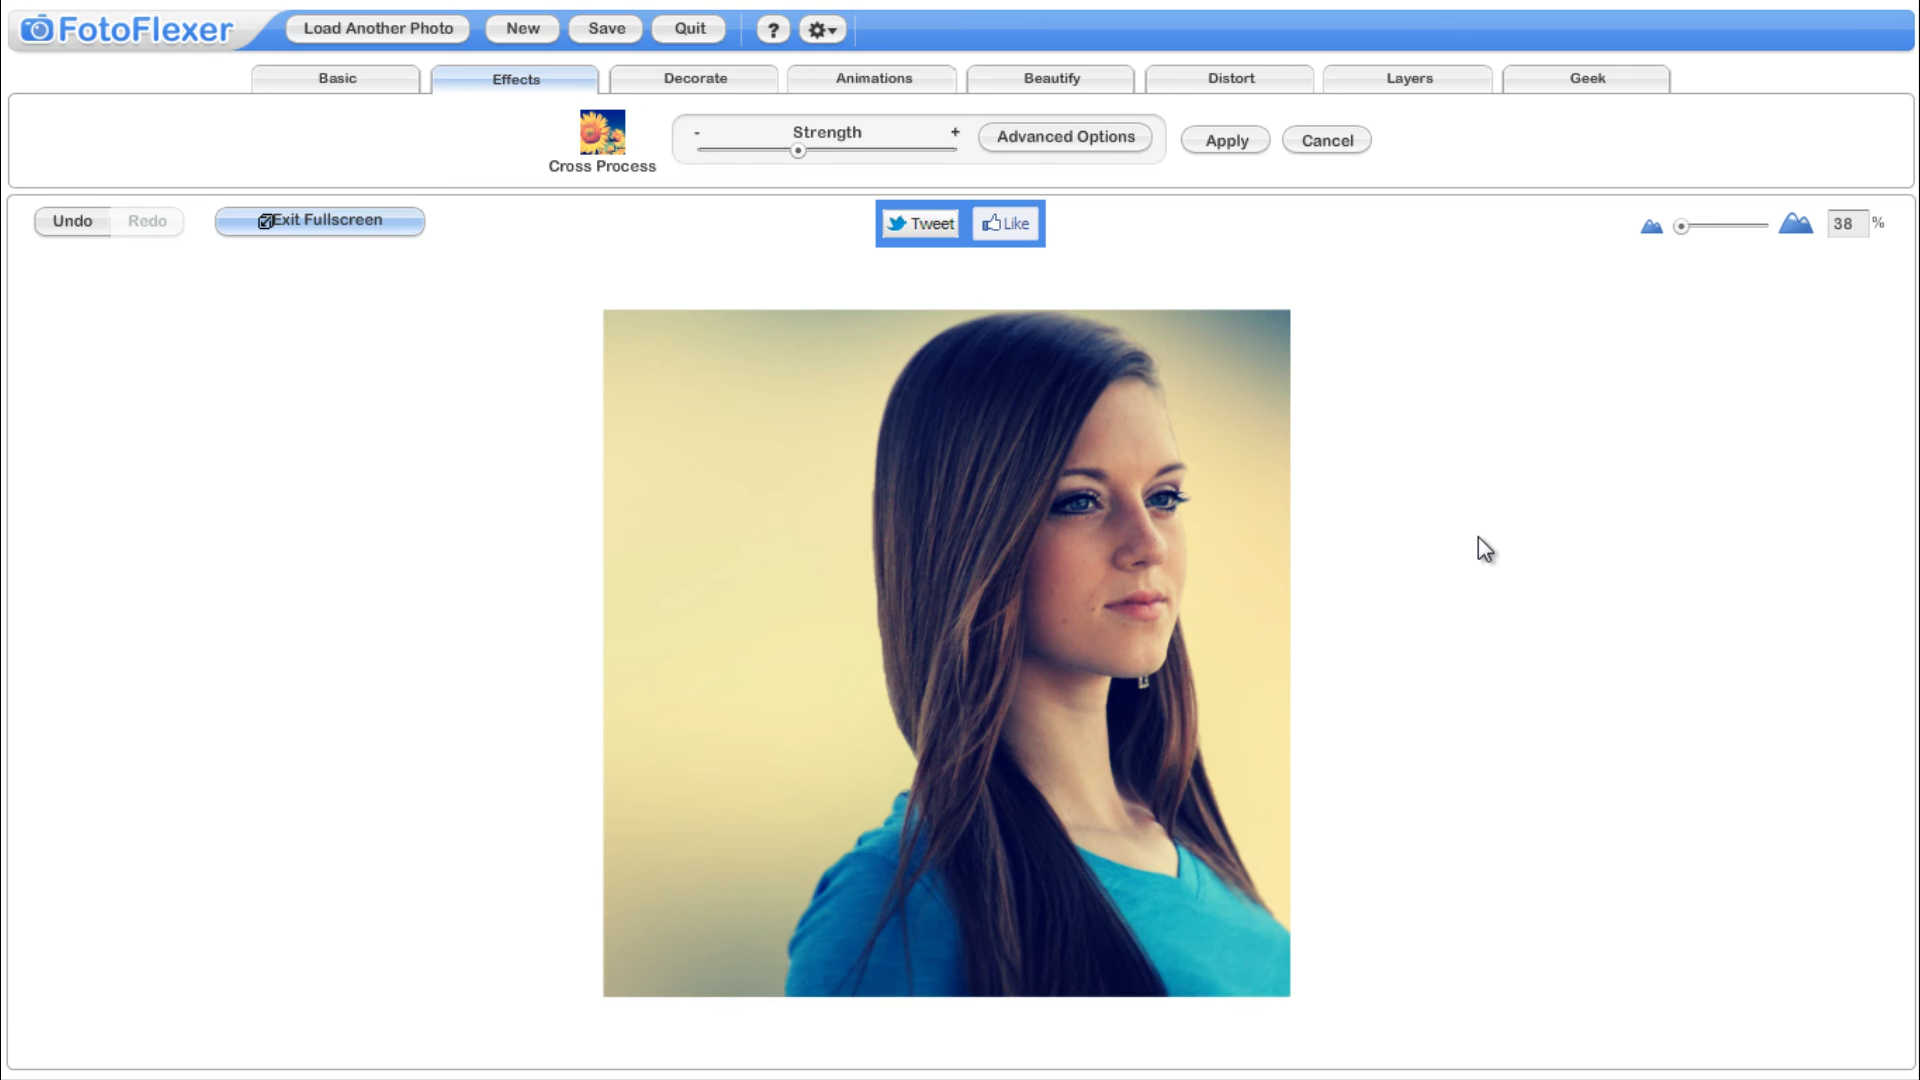 FotoFlexer
Load Another Photo
New
Save
Quit
?
Basic
Effects
Decorate
Animations
Beautify
Distort
Layers
Geek
Cross Process
- Strength +
Advanced Options
Apply
Cancel
Undo
Redo
Exit Fullscreen
Tweet
Like
38 %